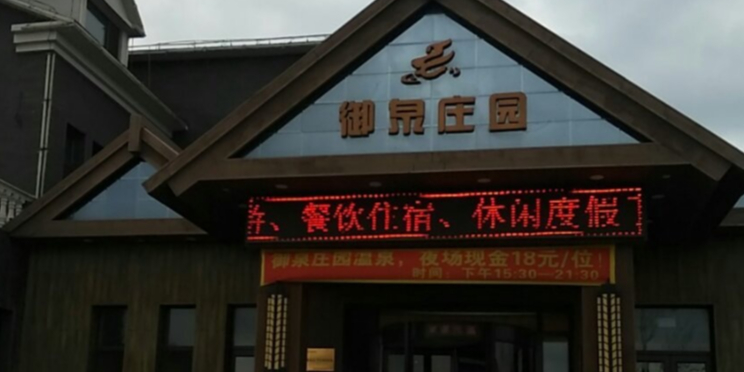 御泉庄园
、餐饮住宿、休闲度假
御泉庄园温泉，夜场现金18元/位！
时间：下午15:30—21:30